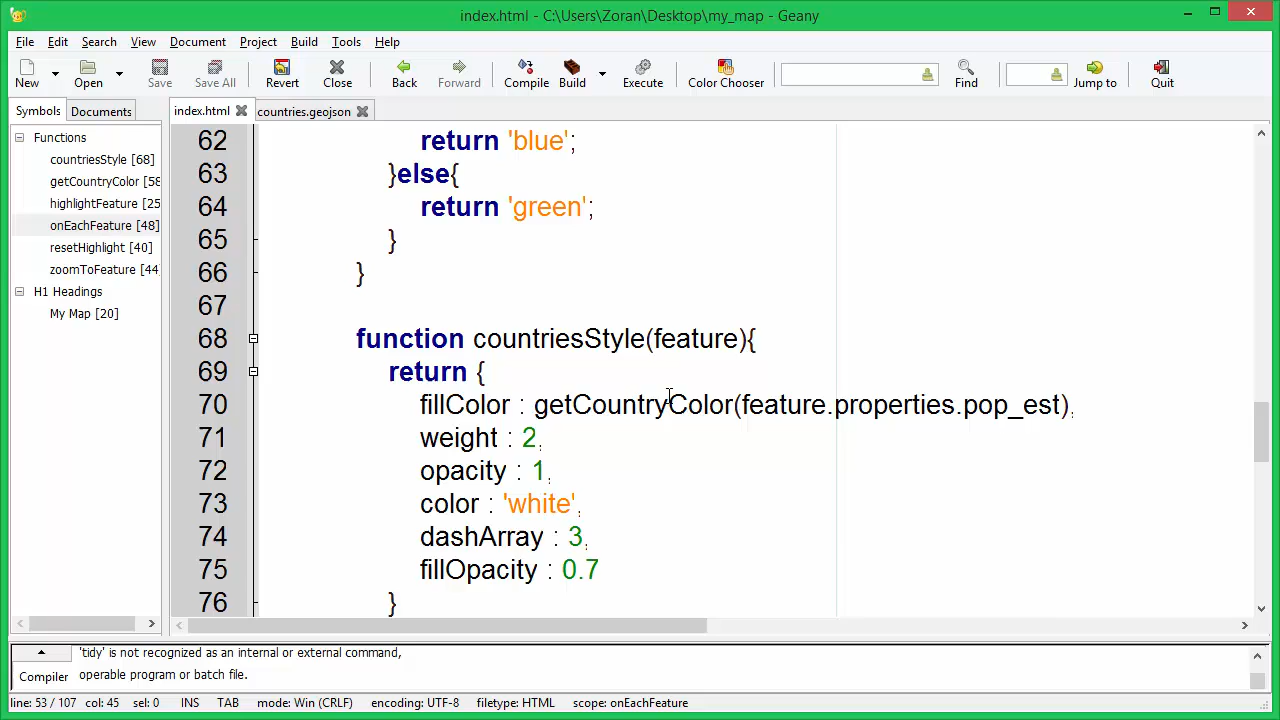 index.html - C:\Users\Zoran\Desktop\my_map - Geany
File Edit Search View Document Project Build Tools Help
New Open Save Save All Revert Close Back Forward Compile Build Execute Color Chooser Find Jump to Quit
Symbols Documents index.html countries.geojson
Functions
countriesStyle [68]
getCountryColor [58
highlightFeature [25
onEachFeature [48]
resetHighlight [40]
zoomToFeature [44]
H1 Headings
My Map [20]
62 return 'blue';
63 }else{
64 return 'green';
65 }
66 }
67
68 function countriesStyle(feature){
69 return {
70 fillColor : getCountryColor(feature.properties.pop_est),
71 weight : 2,
72 opacity : 1,
73 color : 'white',
74 dashArray : 3,
75 fillOpacity : 0.7
76 }
Compiler
'tidy' is not recognized as an internal or external command,
operable program or batch file.
line: 53 / 107 col: 45 sel: 0 INS TAB mode: Win (CRLF) encoding: UTF-8 filetype: HTML scope: onEachFeature